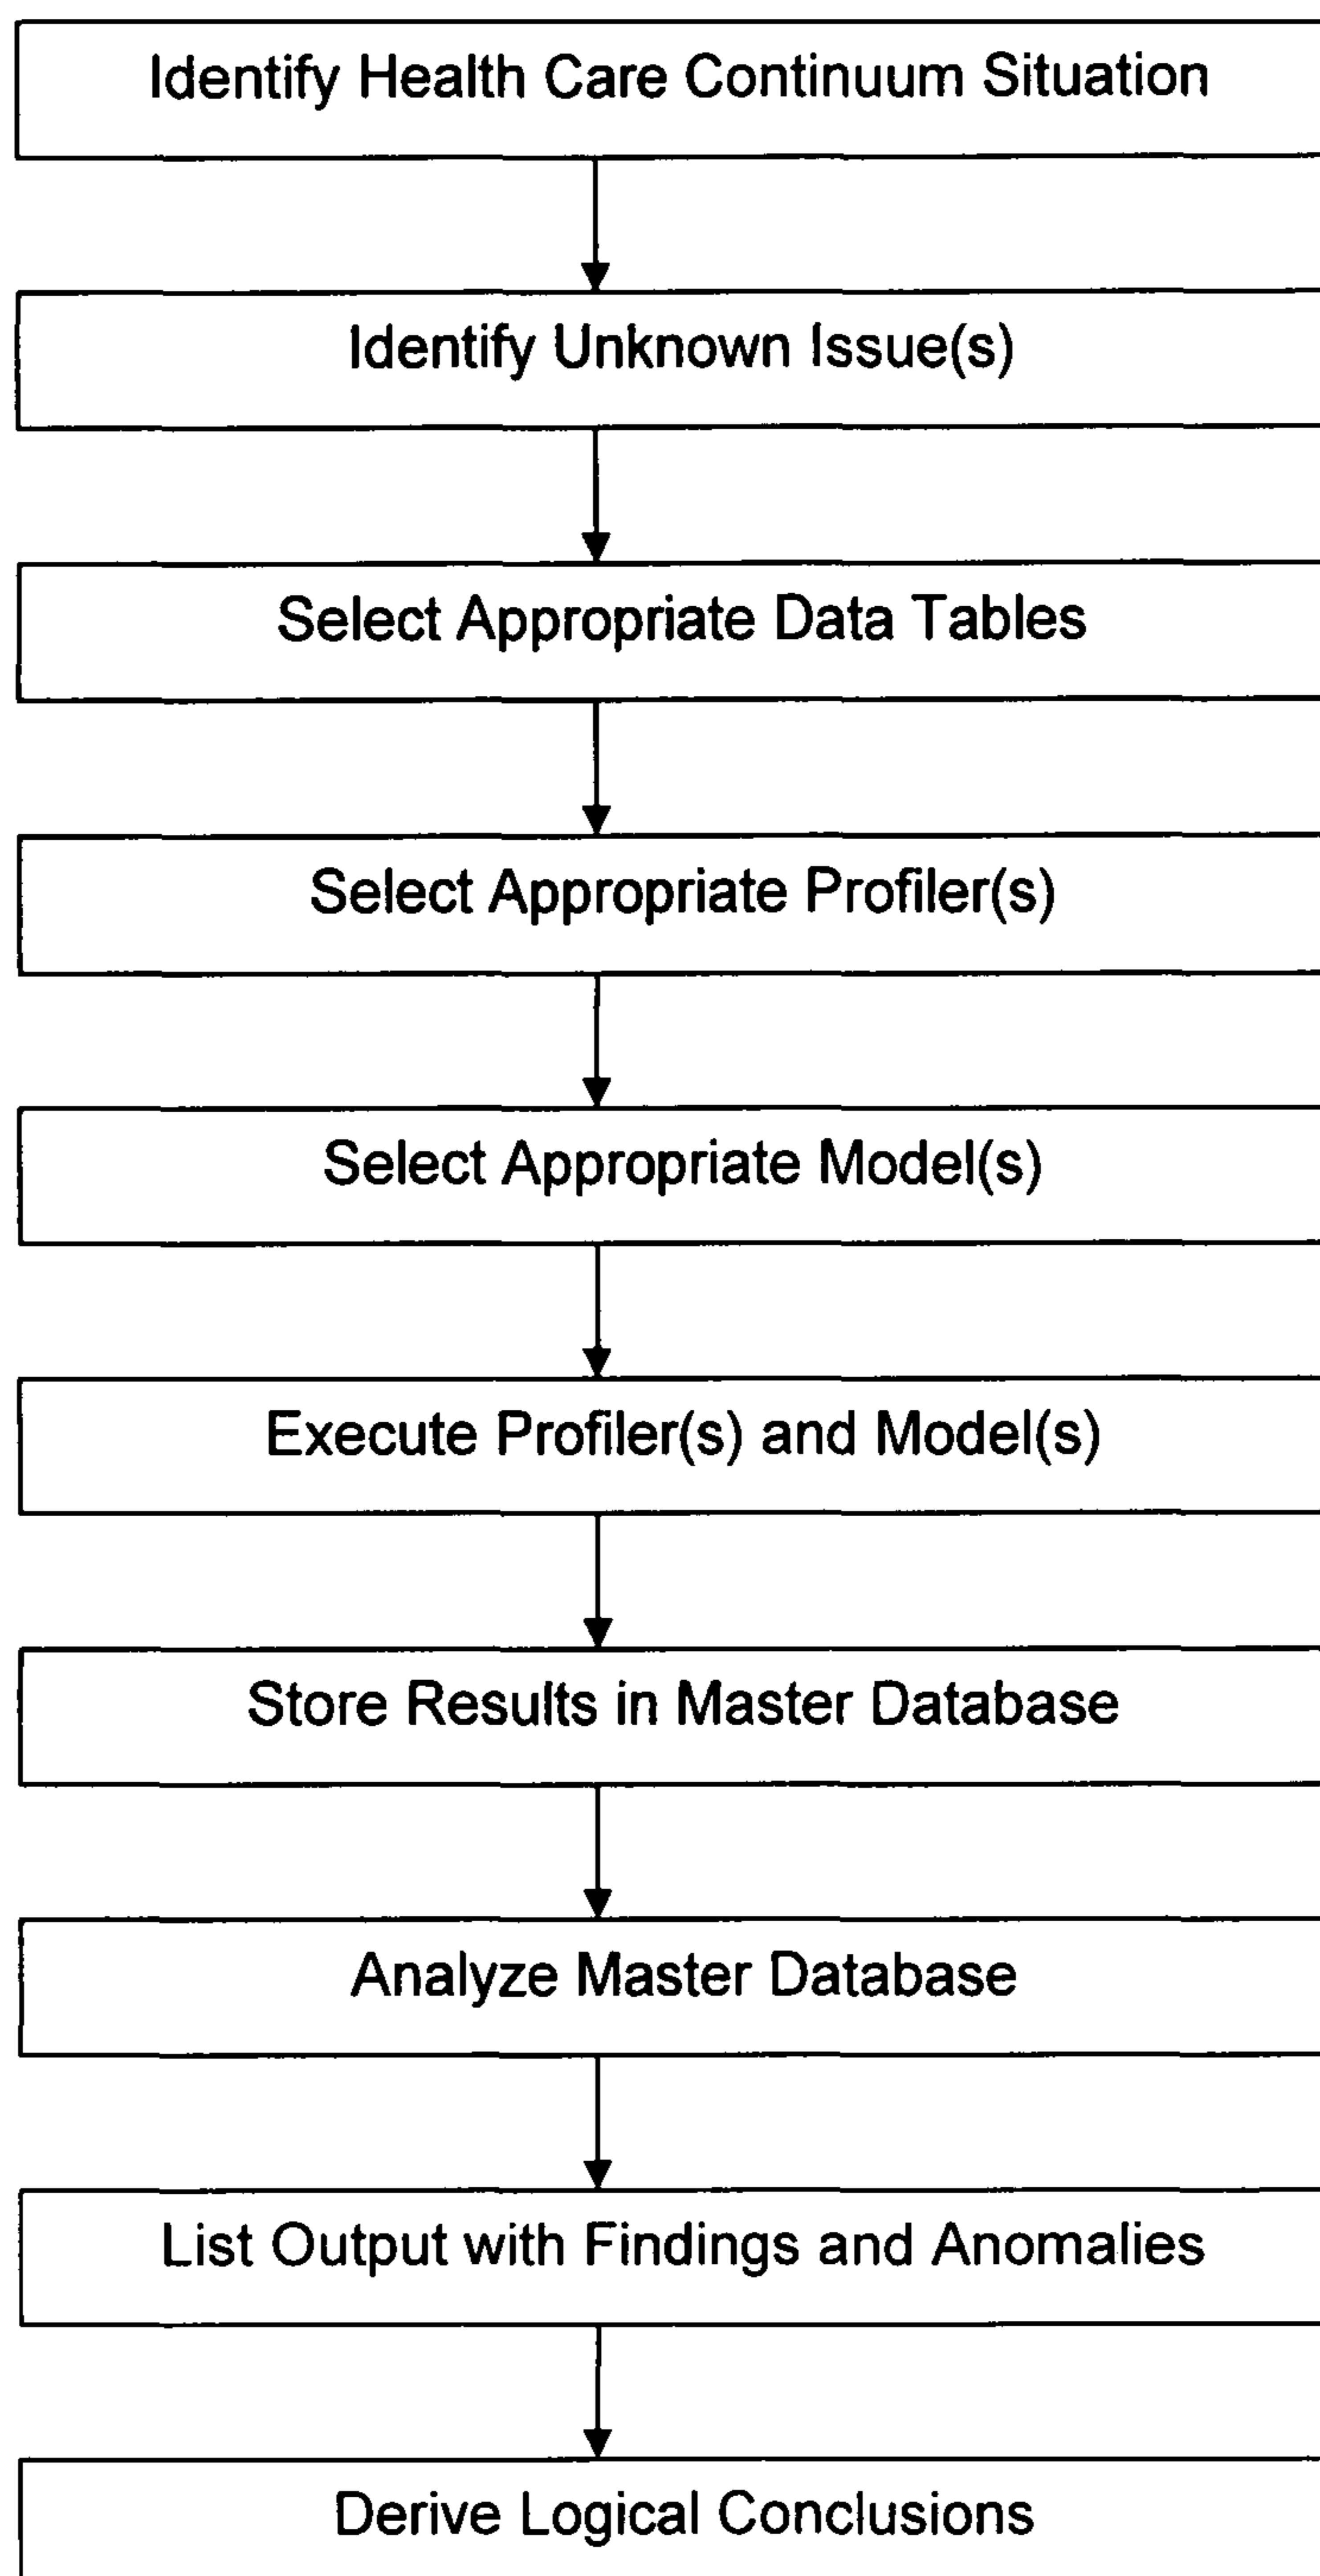 Identify Health Care Continuum Situation
Identify Unknown Issue(s)
Select Appropriate Data Tables
Select Appropriate Profiler(s)
Select Appropriate Model(s)
Execute Profiler(s) and Model(s)
Store Results in Master Database
Analyze Master Database
List Output with Findings and Anomalies
Derive Logical Conclusions